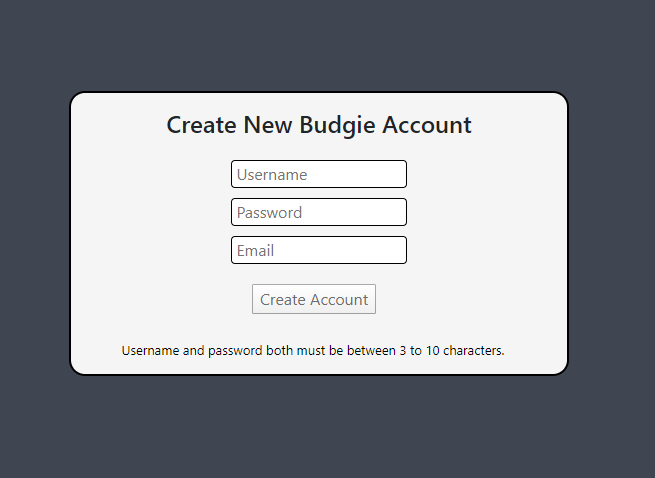 Create New Budgie Account
Username
Password
Email
Create Account
Username and password both must be between 3 to 10 characters.